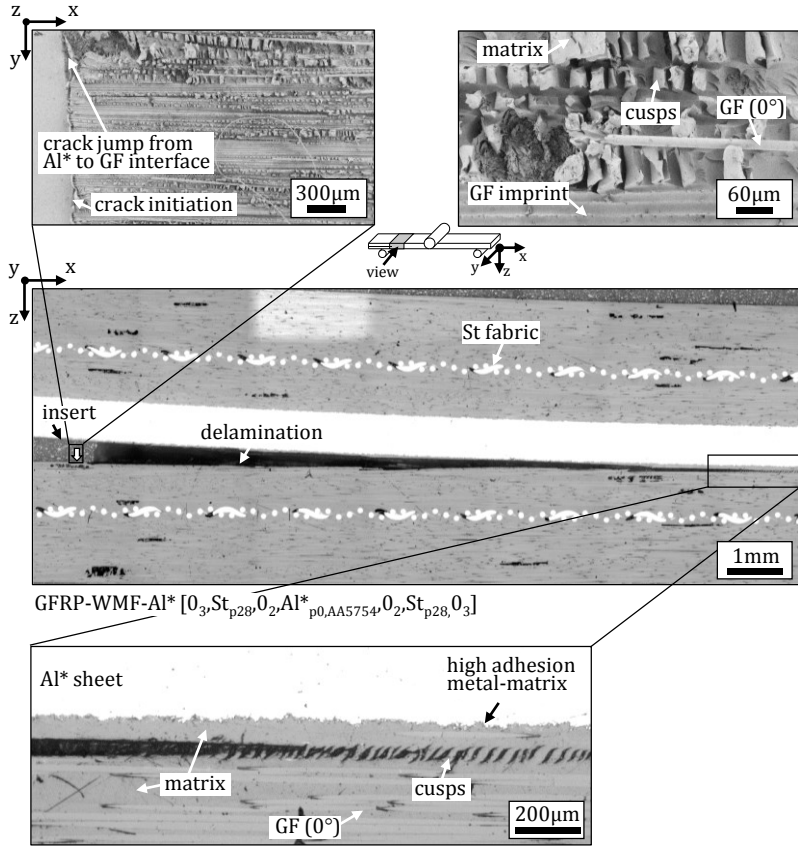 z
x
y
crack jump from
Al* to GF interface
crack initiation
300µm
matrix
cusps
GF (0°)
GF imprint
60µm
view
y
x
z
y
x
z
St fabric
insert
delamination
1mm
GFRP-WMF-Al* [0₃,Stₚ₂₈,0₂,Al*ₚ₀,AA5754,0₂,Stₚ₂₈,0₃]
Al* sheet
high adhesion
metal-matrix
matrix
cusps
GF (0°)
200µm